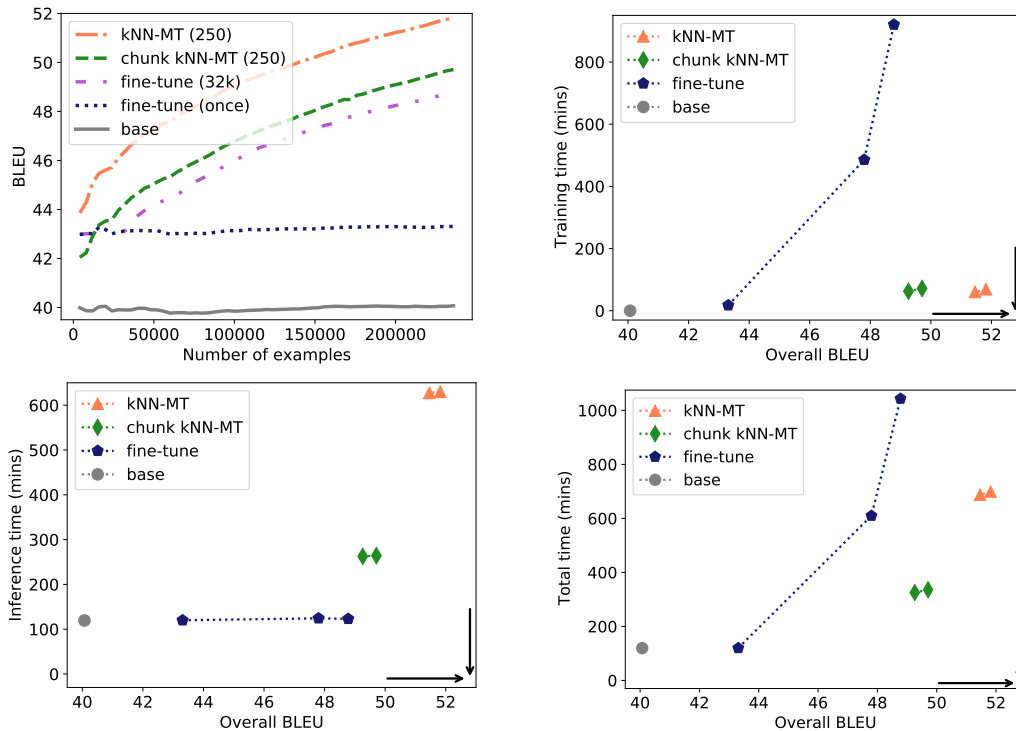 52
50
48
46
44
42
40
BLEU
kNN-MT (250)
chunk kNN-MT (250)
fine-tune (32k)
fine-tune (once)
base
0 50000 100000 150000 200000
Number of examples
800
600
400
200
0
Training time (mins)
kNN-MT
chunk kNN-MT
fine-tune
base
40 42 44 46 48 50 52
Overall BLEU
600
500
400
300
200
100
0
Inference time (mins)
kNN-MT
chunk kNN-MT
fine-tune
base
40 42 44 46 48 50 52
Overall BLEU
1000
800
600
400
200
0
Total time (mins)
kNN-MT
chunk kNN-MT
fine-tune
base
40 42 44 46 48 50 52
Overall BLEU